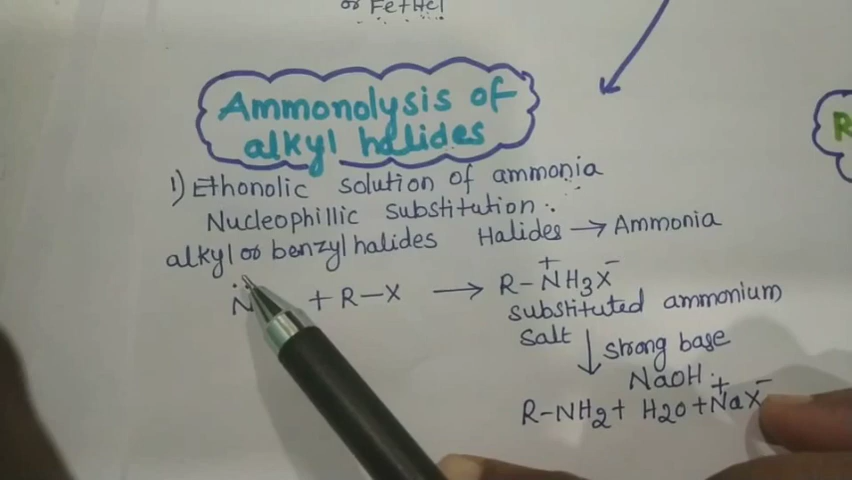 or Fe+HCl
Ammonolysis of
alkyl halides
1) Ethonolic solution of ammonia
Nucleophillic substitution.
alkyl or benzyl halides Halides → Ammonia
N + R-X → R-N⁺H3X⁻
substituted ammonium
salt ↓ strong base
NaOH
R-NH2 + H2O + Na⁺X⁻
R